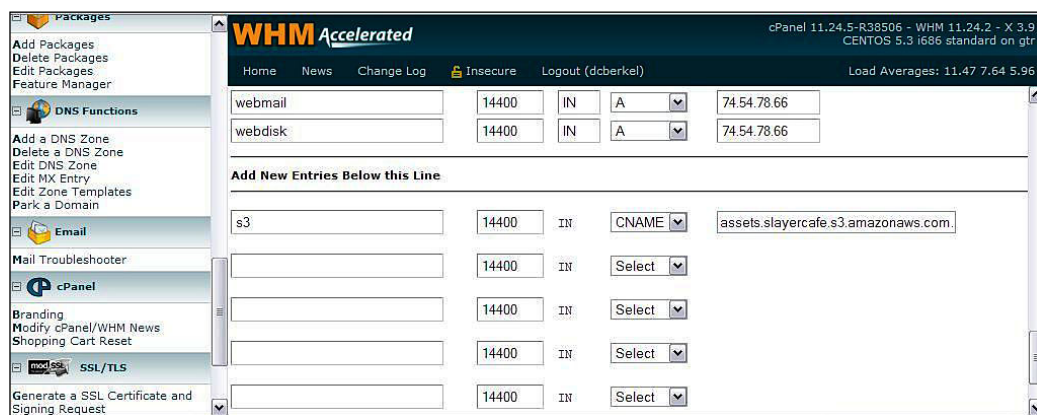 Packages
Add Packages
Delete Packages
Edit Packages
Feature Manager
DNS Functions
Add a DNS Zone
Delete a DNS Zone
Edit DNS Zone
Edit MX Entry
Edit Zone Templates
Park a Domain
Email
Mail Troubleshooter
cPanel
Branding
Modify cPanel/WHM News
Shopping Cart Reset
mod SSL SSL/TLS
Generate a SSL Certificate and
Signing Request
WHM Accelerated
cPanel 11.24.5-R38506 - WHM 11.24.2 - X 3.9
CENTOS 5.3 i686 standard on gtr
Home News Change Log Insecure Logout (dcberkel) Load Averages: 11.47 7.64 5.96
webmail 14400 IN A 74.54.78.66
webdisk 14400 IN A 74.54.78.66
Add New Entries Below this Line
s3 14400 IN CNAME assets.slayercafe.s3.amazonaws.com.
14400 IN Select
14400 IN Select
14400 IN Select
14400 IN Select